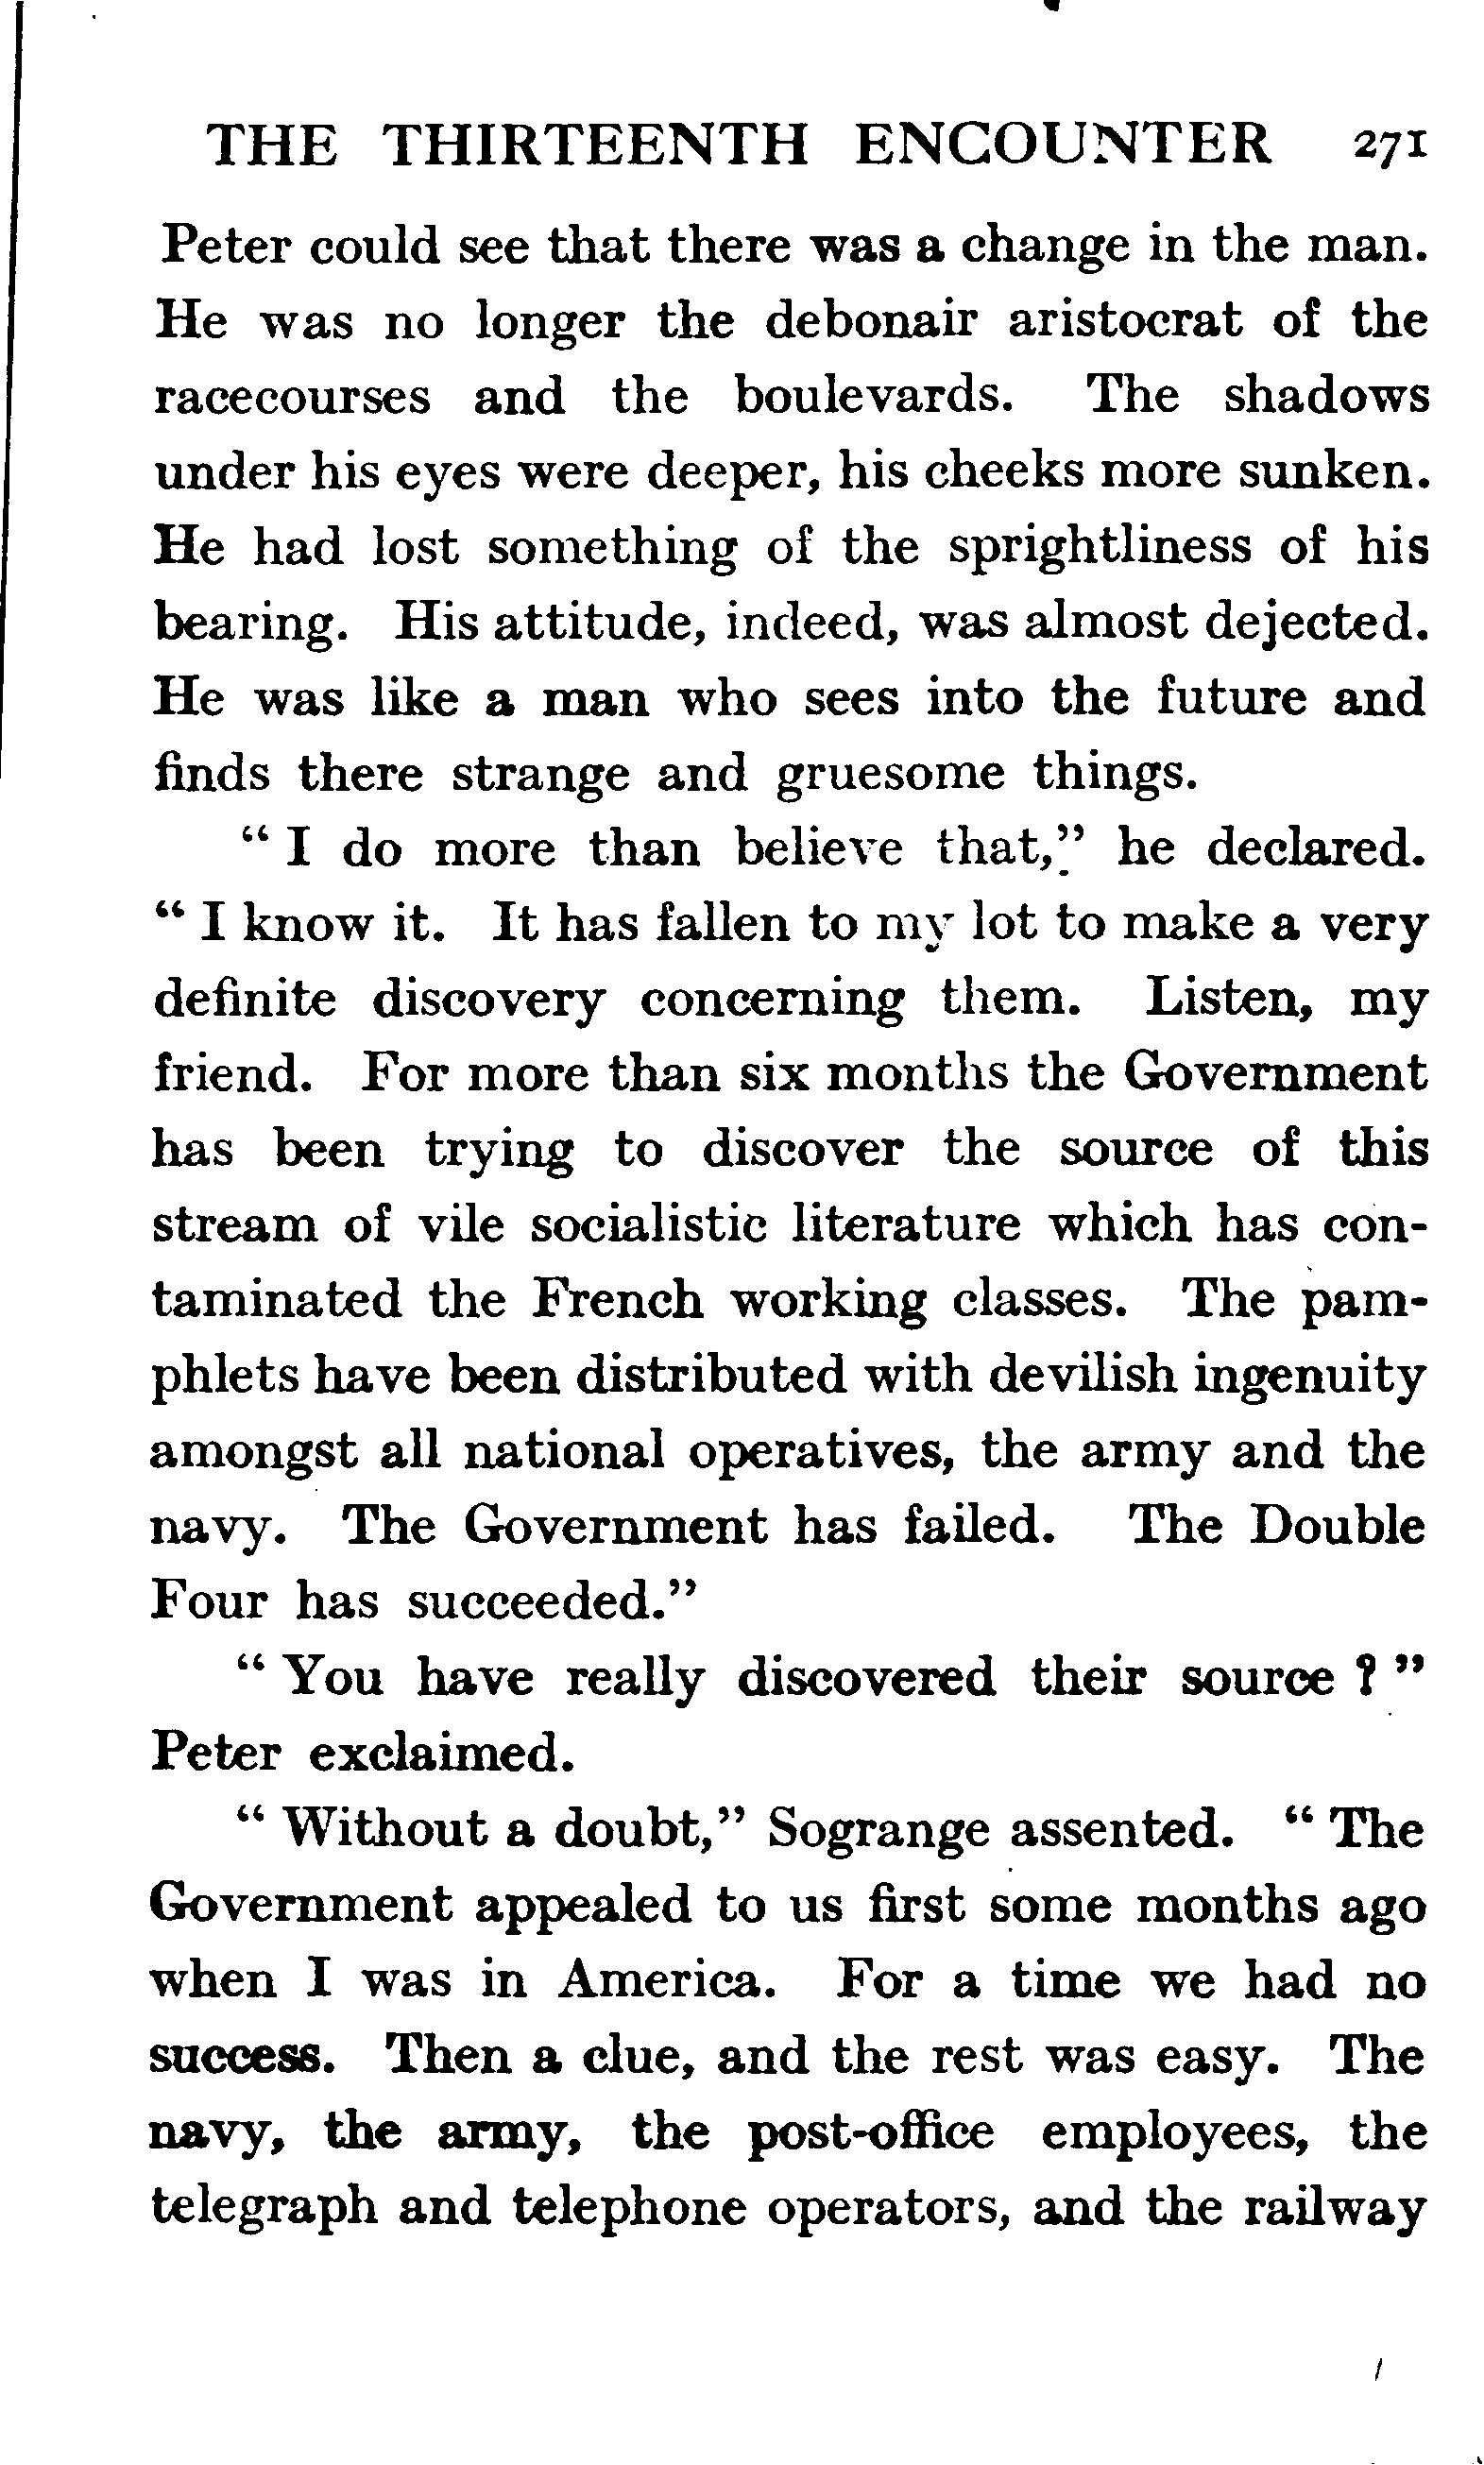 THE THIRTEENTH ENCOUNTER 271
Peter could see that there was a change in the man.
He was no longer the debonair aristocrat of the
racecourses and the boulevards. The shadows
under his eyes were deeper, his cheeks more sunken.
He had lost something of the sprightliness of his
bearing. His attitude, indeed, was almost dejected.
He was like a man who sees into the future and
finds there strange and gruesome things.
“ I do more than believe that,” he declared.
“ I know it. It has fallen to my lot to make a very
definite discovery concerning them. Listen, my
friend. For more than six months the Government
has been trying to discover the source of this
stream of vile socialistic literature which has con-
taminated the French working classes. The pam-
phlets have been distributed with devilish ingenuity
amongst all national operatives, the army and the
navy. The Government has failed. The Double
Four has succeeded.”
“ You have really discovered their source ? ”
Peter exclaimed.
“ Without a doubt,” Sogrange assented. “ The
Government appealed to us first some months ago
when I was in America. For a time we had no
success. Then a clue, and the rest was easy. The
navy, the army, the post-office employees, the
telegraph and telephone operators, and the railway